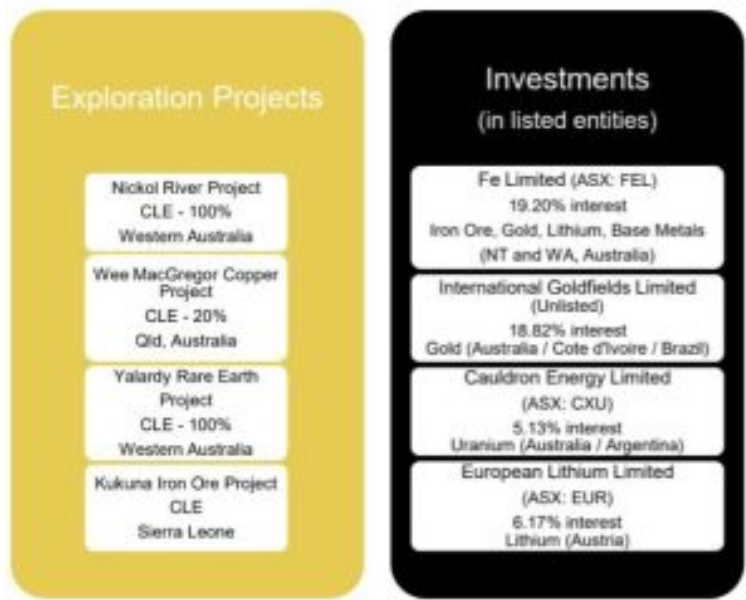 Exploration Projects
Nickol River Project
CLE - 100%
Western Australia
Wee MacGregor Copper
Project
CLE - 20%
Qld, Australia
Yalardy Rare Earth
Project
CLE - 100%
Western Australia
Kukuna Iron Ore Project
CLE
Sierra Leone
Investments
(in listed entities)
Fe Limited (ASX: FEL)
19.20% interest
Iron Ore, Gold, Lithium, Base Metals
(NT and WA, Australia)
International Goldfields Limited
(Unlisted)
18.82% interest
Gold (Australia / Cote d'Ivoire / Brazil)
Cauldron Energy Limited
(ASX: CXU)
5.13% interest
Uranium (Australia / Argentina)
European Lithium Limited
(ASX: EUR)
6.17% interest
Lithium (Austria)